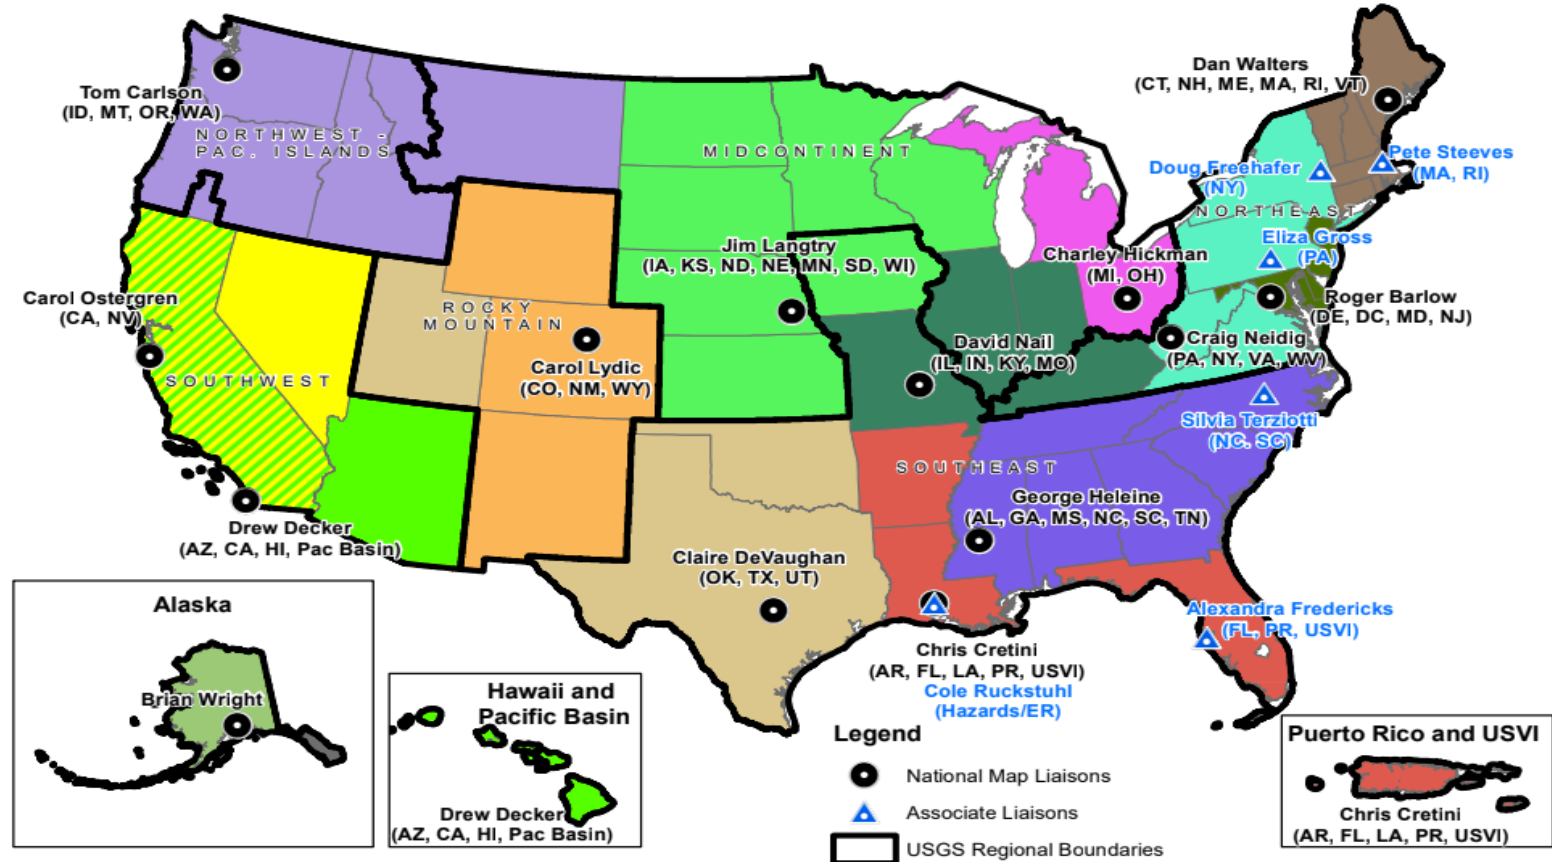 Tom Carlson
(ID, MT, OR, WA)
NORTHWEST -
PAC. ISLANDS
MIDCONTINENT
Dan Walters
(CT, NH, ME, MA, RI, VT)
Doug Freehafer
(NY)
Pete Steeves
(MA, RI)
NORTHEAST
Eliza Gross
(PA)
Jim Langtry
(IA, KS, ND, NE, MN, SD, WI)
Charley Hickman
(MI, OH)
Carol Ostergren
(CA, NV)
ROCKY
MOUNTAIN
Roger Barlow
(DE, DC, MD, NJ)
David Nail
(IL, IN, KY, MO)
Craig Neidig
(PA, NY, VA, WV)
SOUTHWEST
Carol Lydic
(CO, NM, WY)
Silvia Terziotti
(NC. SC)
SOUTHEAST
George Heleine
(AL, GA, MS, NC, SC, TN)
Drew Decker
(AZ, CA, HI, Pac Basin)
Claire DeVaughan
(OK, TX, UT)
Alexandra Fredericks
(FL, PR, USVI)
Chris Cretini
(AR, FL, LA, PR, USVI)
Cole Ruckstuhl
(Hazards/ER)
Alaska
Brian Wright
Hawaii and
Pacific Basin
Drew Decker
(AZ, CA, HI, Pac Basin)
Legend
National Map Liaisons
Associate Liaisons
USGS Regional Boundaries
Puerto Rico and USVI
Chris Cretini
(AR, FL, LA, PR, USVI)